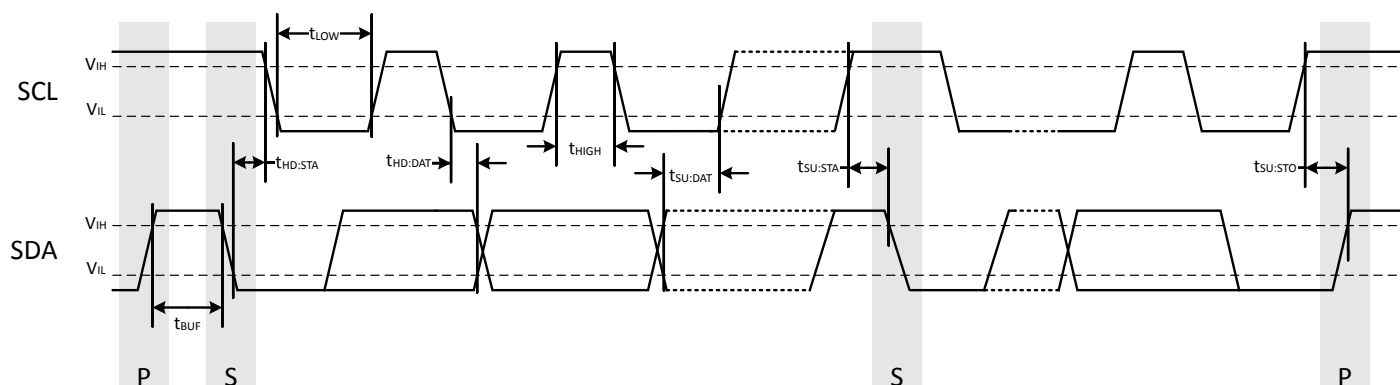 tLOW
VIH
SCL
VIL
tHD:STA
tHD:DAT
tHIGH
tSU:DAT
tSU:STA
tSU:STO
VIH
SDA
VIL
tBUF
P
S
S
P